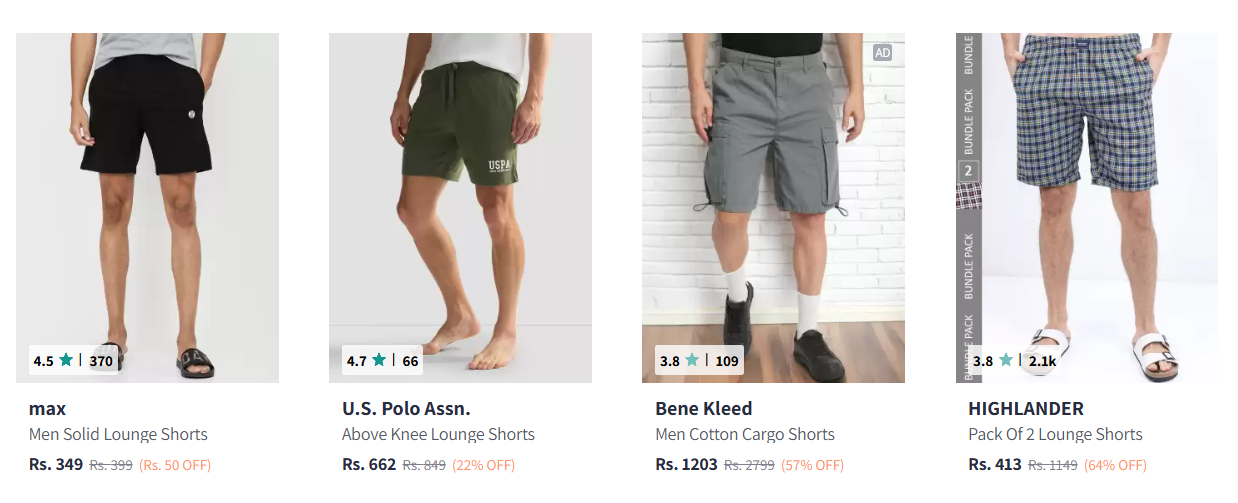 AD
BUNDLE
BUNDLE PACK
2
BUNDLE PACK
BUNDLE PACK
USPA
4.5 ★ | 370
4.7 ★ | 66
3.8 ★ | 109
3.8 ★ | 2.1k
max
Men Solid Lounge Shorts
Rs. 349 Rs. 399 (Rs. 50 OFF)
U.S. Polo Assn.
Above Knee Lounge Shorts
Rs. 662 Rs. 849 (22% OFF)
Bene Kleed
Men Cotton Cargo Shorts
Rs. 1203 Rs. 2799 (57% OFF)
HIGHLANDER
Pack Of 2 Lounge Shorts
Rs. 413 Rs. 1149 (64% OFF)